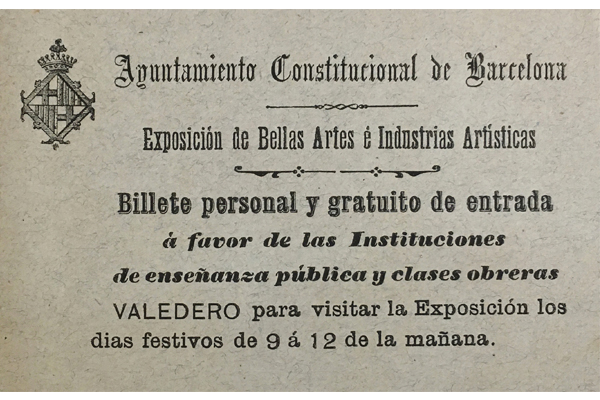 Ayuntamiento Constitucional de Barcelona
Exposición de Bellas Artes é Industrias Artísticas
Billete personal y gratuito de entrada
á favor de las Instituciones
de enseñanza pública y clases obreras
VALEDERO para visitar la Exposición los
dias festivos de 9 á 12 de la mañana.